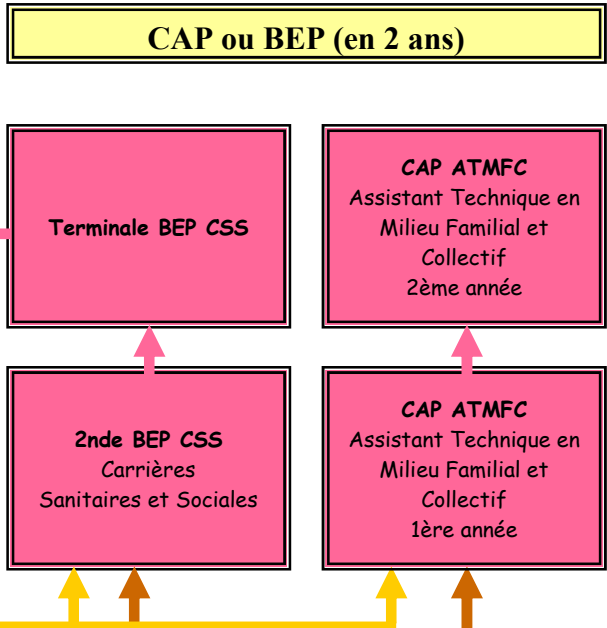 CAP ou BEP (en 2 ans)
Terminale BEP CSS
CAP ATMFC
Assistant Technique en
Milieu Familial et
Collectif
2ème année
2nde BEP CSS
Carrières
Sanitaires et Sociales
CAP ATMFC
Assistant Technique en
Milieu Familial et
Collectif
1ère année